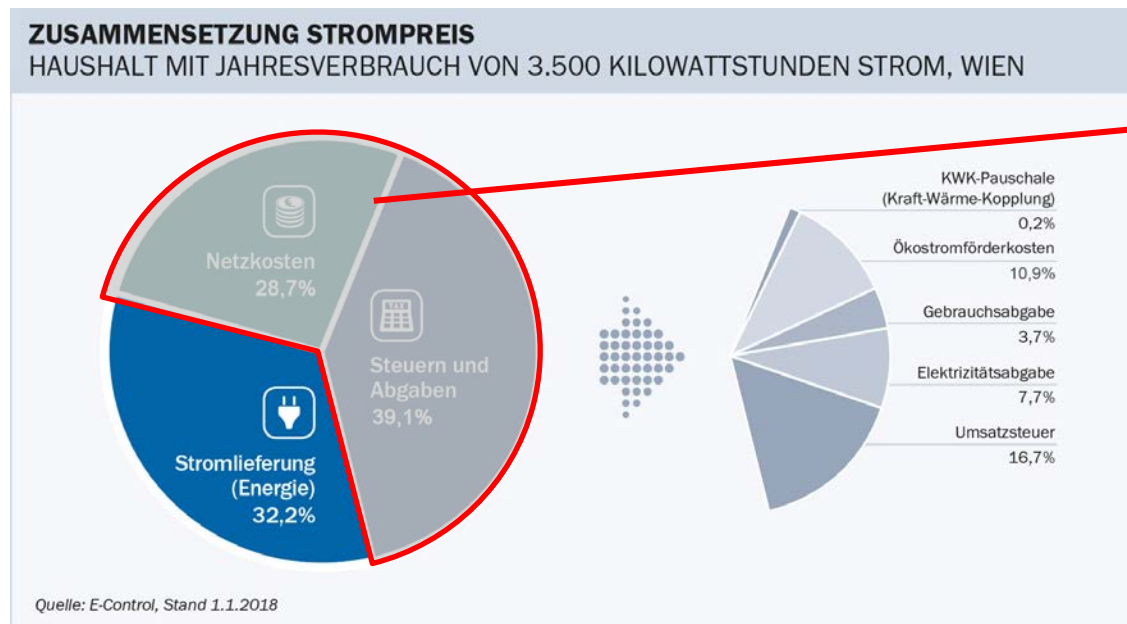 ZUSAMMENSETZUNG STROMPREIS
HAUSHALT MIT JAHRESVERBRAUCH VON 3.500 KILOWATTSTUNDEN STROM, WIEN
Netzkosten
28,7%
TAX
Steuern und
Abgaben
39,1%
Stromlieferung
(Energie)
32,2%
KWK-Pauschale
(Kraft-Wärme-Kopplung)
0,2%
Ökostromförderkosten
10,9%
Gebrauchsabgabe
3,7%
Elektrizitätsabgabe
7,7%
Umsatzsteuer
16,7%
Quelle: E-Control, Stand 1.1.2018